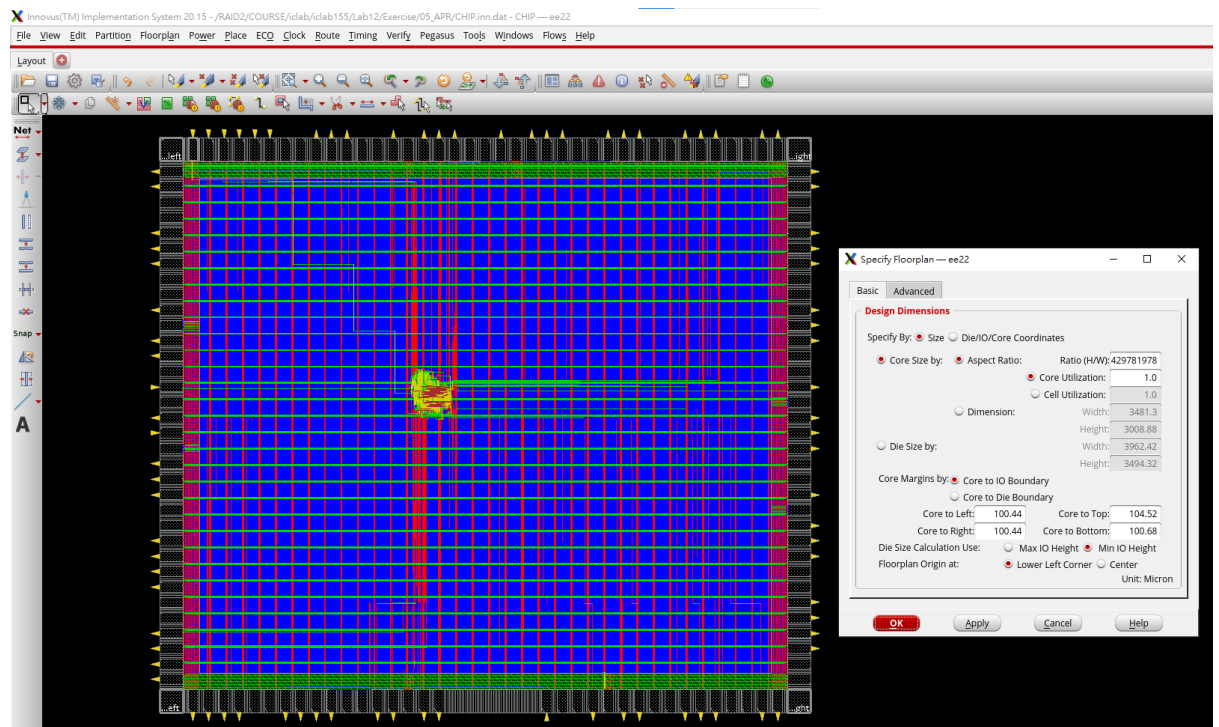 Innovus(TM) Implementation System 20.15 - /RAID2/COURSE/iclab/iclab155/Lab12/Exercise/05_APR/CHIP.inn.dat - CHIP — ee22
File View Edit Partition Floorplan Power Place ECO Clock Route Timing Verify Pegasus Tools Windows Flows Help
Layout
Net
Snap
A
...left ...ight
...eft ...ght
Specify Floorplan — ee22
Basic Advanced
Design Dimensions
Specify By: Size Die/IO/Core Coordinates
Core Size by: Aspect Ratio: Ratio (H/W): 429781978
Core Utilization: 1.0
Cell Utilization: 1.0
Dimension: Width: 3481.3
Height: 3008.88
Die Size by: Width: 3962.42
Height: 3494.32
Core Margins by: Core to IO Boundary
Core to Die Boundary
Core to Left: 100.44 Core to Top: 104.52
Core to Right: 100.44 Core to Bottom: 100.68
Die Size Calculation Use: Max IO Height Min IO Height
Floorplan Origin at: Lower Left Corner Center
Unit: Micron
OK Apply Cancel Help